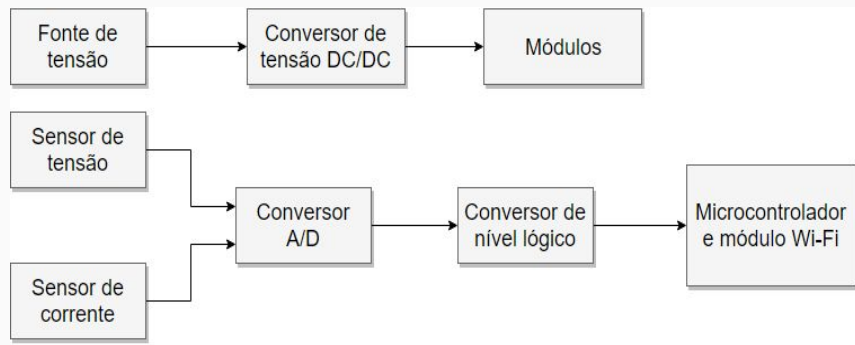 Fonte de
tensão
Conversor de
tensão DC/DC
Módulos
Sensor de
tensão
Conversor
A/D
Conversor de
nível lógico
Microcontrolador
e módulo Wi-Fi
Sensor de
corrente